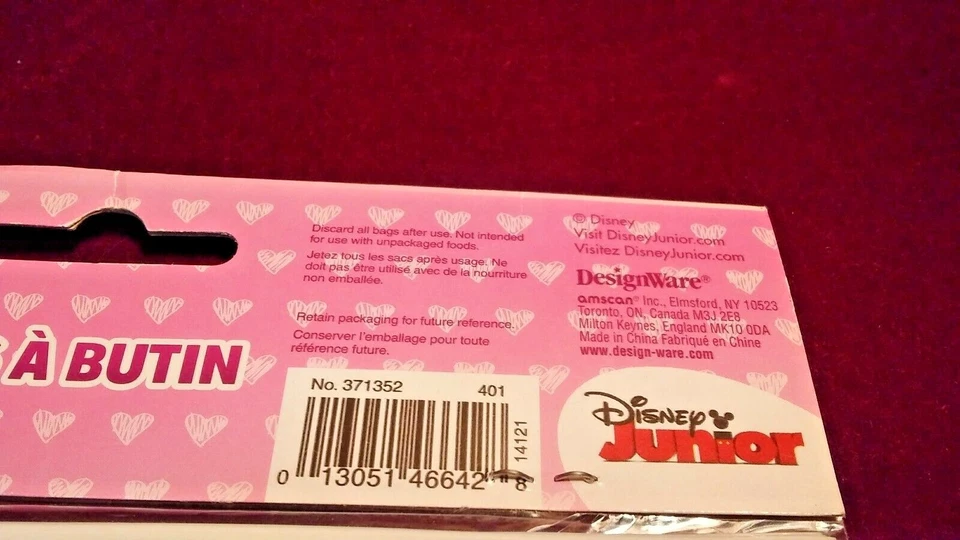 Discard all bags after use. Not intended
for use with unpackaged foods.
Jetez tous les sacs après usage. Ne
doit pas être utilisé avec de la nourriture
non emballée.
Retain packaging for future reference.
Conserver l'emballage pour toute
référence future.
© Disney
Visit DisneyJunior.com
Visitez DisneyJunior.com
DesignWare®
amscan® Inc., Elmsford, NY 10523
Toronto, ON, Canada M3J 2E8
Milton Keynes, England MK10 0DA
Made in China Fabriqué en Chine
www.design-ware.com
À BUTIN
No. 371352 401
14121
0 13051 46642 8
Disney
Junior